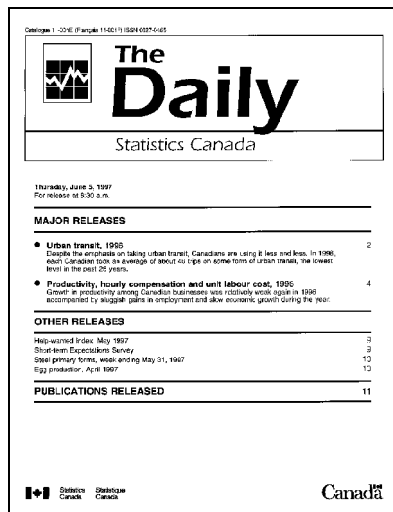 Catalogue 11-001E (Français 11-001F) ISSN 0827-0465
The
Daily
Statistics Canada
Thursday, June 5, 1997
For release at 8:30 a.m.
MAJOR RELEASES
● Urban transit, 1996 2
Despite the emphasis on taking urban transit, Canadians are using it less and less. In 1996,
each Canadian took an average of about 48 trips on some form of urban transit, the lowest
level in the past 25 years.
● Productivity, hourly compensation and unit labour cost, 1996 4
Growth in productivity among Canadian businesses was relatively weak again in 1996
accompanied by sluggish gains in employment and slow economic growth during the year.
OTHER RELEASES
Help-wanted Index, May 1997 9
Short-term Expectations Survey 9
Steel primary forms, week ending May 31, 1997 10
Egg production, April 1997 10
PUBLICATIONS RELEASED 11
Statistics Statistique
Canada Canada
Canada